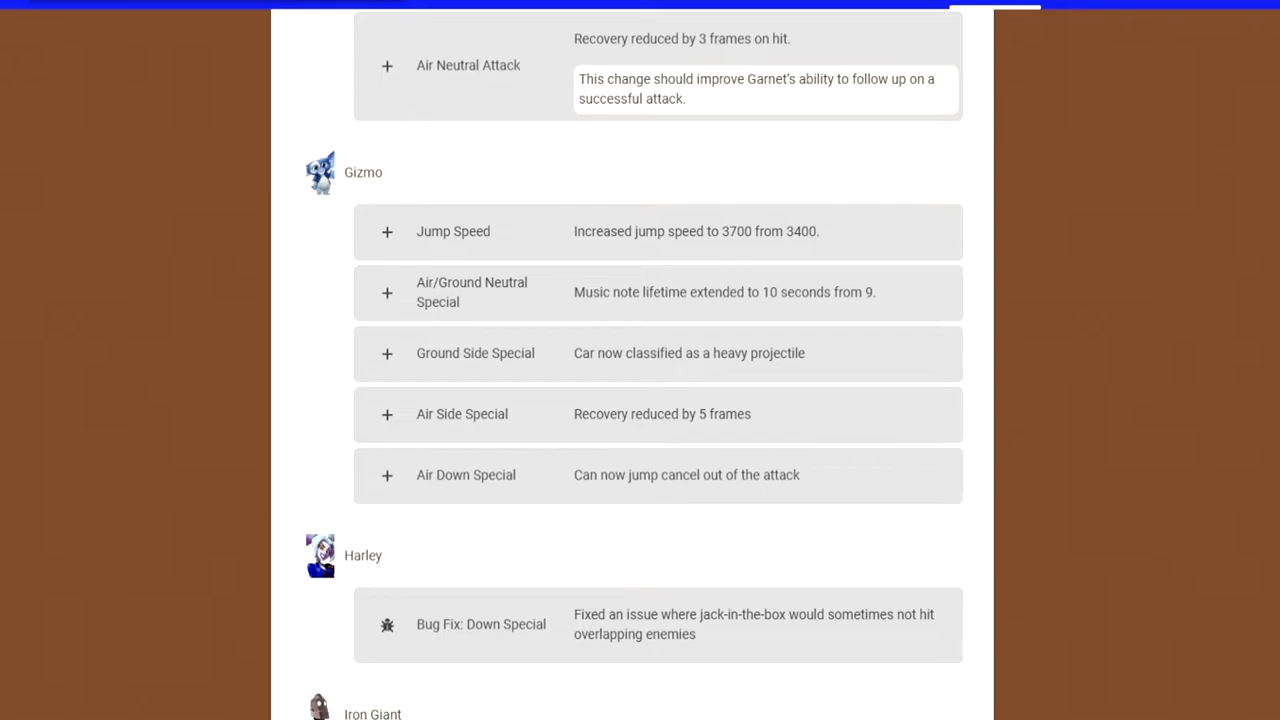 Recovery reduced by 3 frames on hit.
Air Neutral Attack
This change should improve Garnet's ability to follow up on a
successful attack.
Gizmo
Jump Speed
Increased jump speed to 3700 from 3400.
Air/Ground Neutral
Special
Music note lifetime extended to 10 seconds from 9.
Ground Side Special
Car now classified as a heavy projectile
Air Side Special
Recovery reduced by 5 frames
Air Down Special
Can now jump cancel out of the attack
Harley
Bug Fix: Down Special
Fixed an issue where jack-in-the-box would sometimes not hit
overlapping enemies
Iron Giant